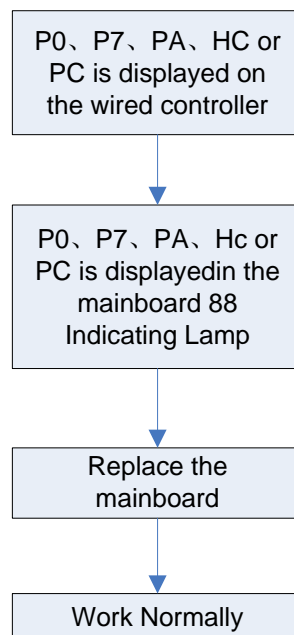 P0、P7、PA、HC or
PC is displayed on
the wired controller
P0、P7、PA、Hc or
PC is displayedin the
mainboard 88
Indicating Lamp
Replace the
mainboard
Work Normally